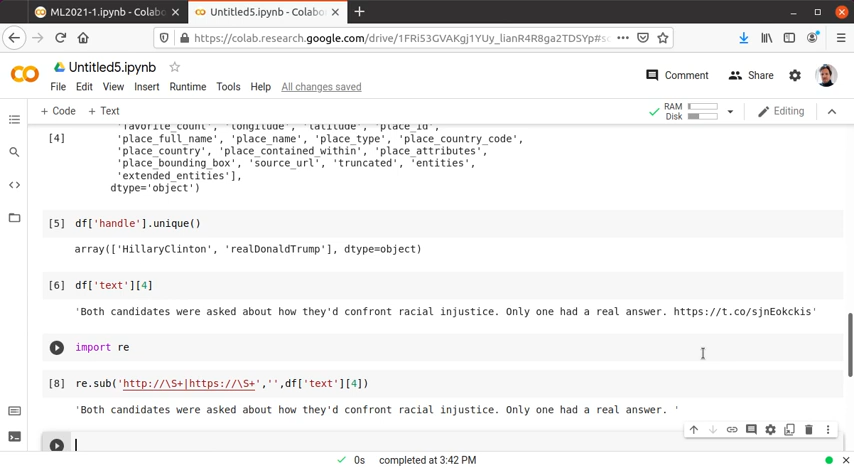 ML2021-1.ipynb - Colabo
Untitled5.ipynb - Colabo
https://colab.research.google.com/drive/1FRi53GVAKgj1YUy_lianR4R8ga2TDSYp#sc
Untitled5.ipynb
File Edit View Insert Runtime Tools Help All changes saved
Comment
Share
+ Code + Text
RAM
Disk
Editing
'favorite_count', 'longitude', 'latitude', 'place_id',
[4] 'place_full_name', 'place_name', 'place_type', 'place_country_code',
'place_country', 'place_contained_within', 'place_attributes',
'place_bounding_box', 'source_url', 'truncated', 'entities',
'extended_entities'],
dtype='object')
[5] df['handle'].unique()
array(['HillaryClinton', 'realDonaldTrump'], dtype=object)
[6] df['text'][4]
'Both candidates were asked about how they'd confront racial injustice. Only one had a real answer. https://t.co/sjnEokckis'
import re
[8] re.sub('http://\S+|https://\S+','',df['text'][4])
'Both candidates were asked about how they'd confront racial injustice. Only one had a real answer. '
0s completed at 3:42 PM